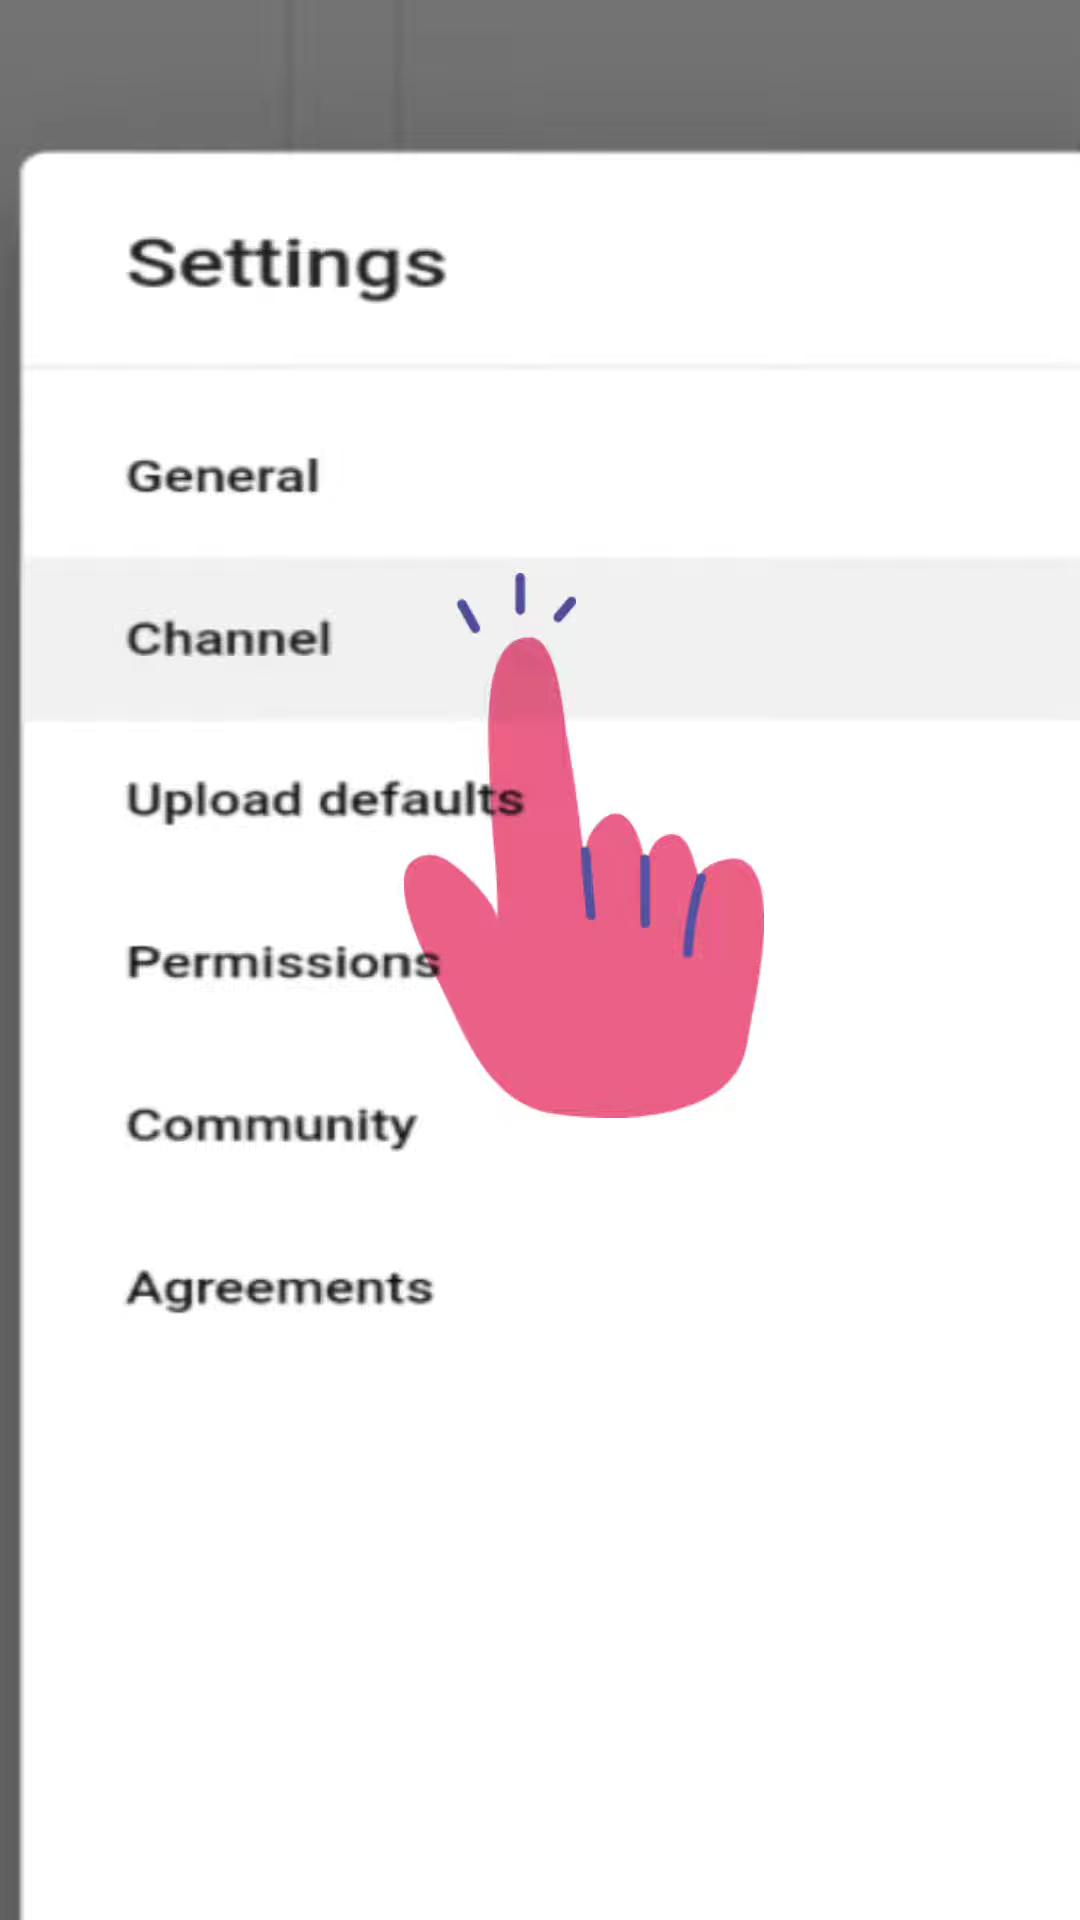 Settings
General
Channel
Upload defaults
Permissions
Community
Agreements